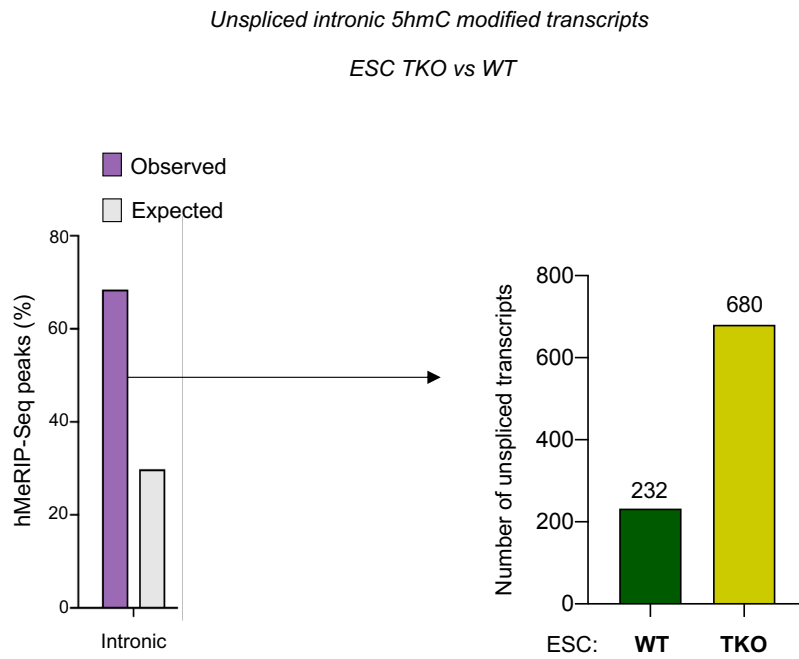 Unspliced intronic 5hmC modified transcripts
ESC TKO vs WT
Observed
Expected
hMeRIP-Seq peaks (%)
80
60
40
20
0
Intronic
Number of unspliced transcripts
800
600
400
200
0
232
680
ESC: WT TKO